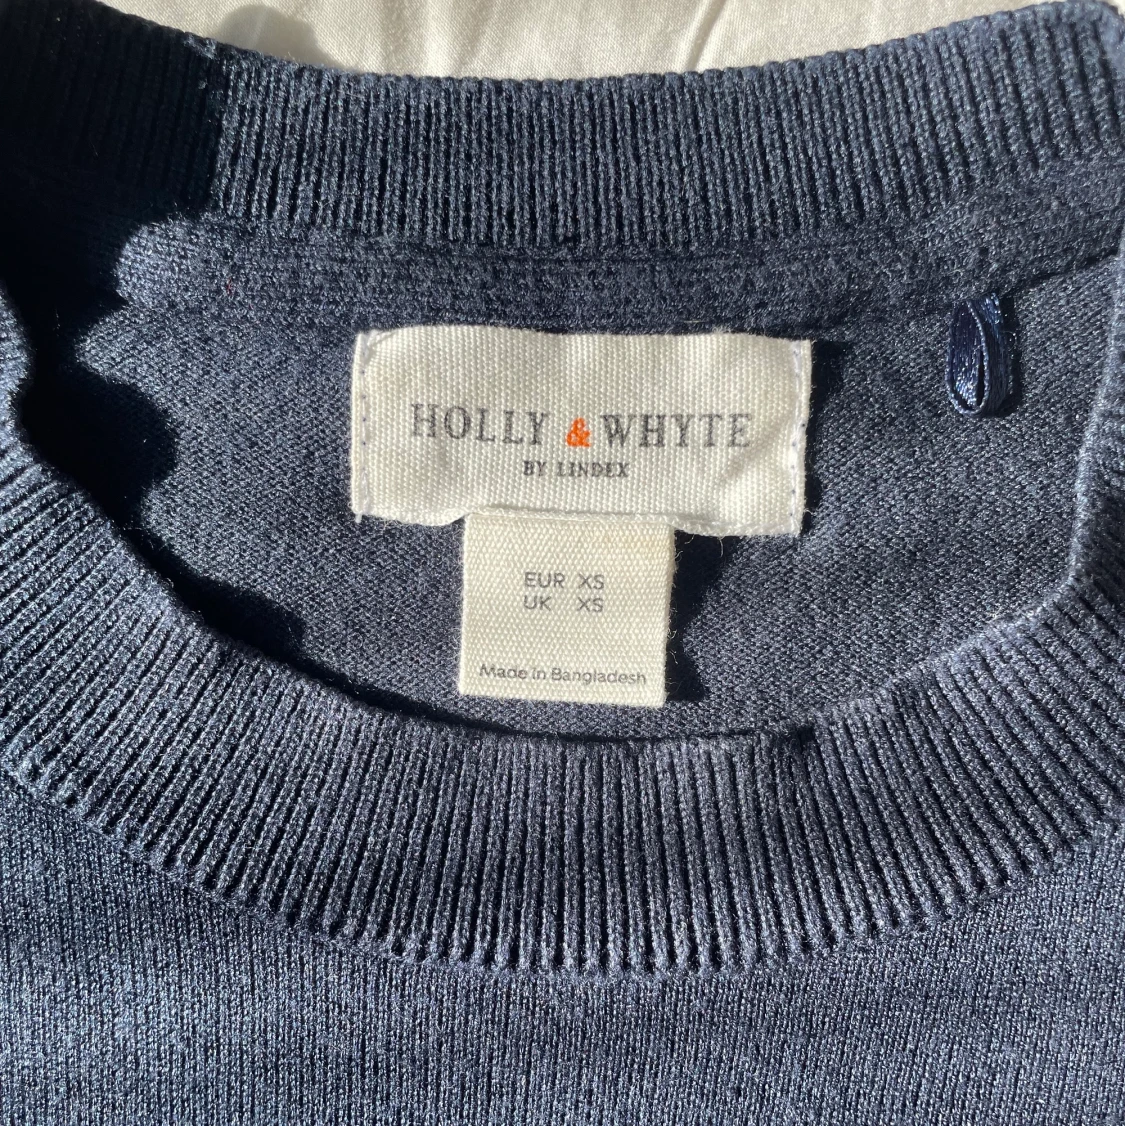 HOLLY & WHYTE
BY LINDEX
EUR XS
UK XS
Made in Bangladesh